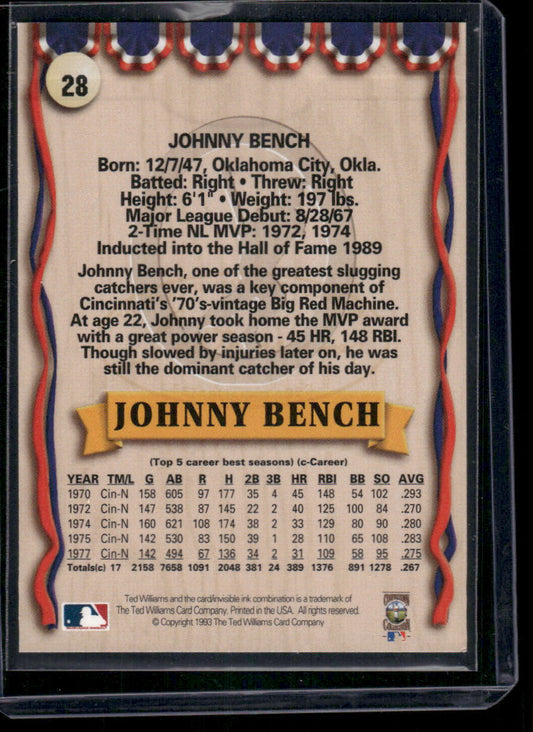 28
JOHNNY BENCH
Born: 12/7/47, Oklahoma City, Okla.
Batted: Right • Threw: Right
Height: 6'1" • Weight: 197 lbs.
Major League Debut: 8/28/67
2-Time NL MVP: 1972, 1974
Inducted into the Hall of Fame 1989
Johnny Bench, one of the greatest slugging
catchers ever, was a key component of
Cincinnati's '70's-vintage Big Red Machine.
At age 22, Johnny took home the MVP award
with a great power season - 45 HR, 148 RBI.
Though slowed by injuries later on, he was
still the dominant catcher of his day.
JOHNNY BENCH
(Top 5 career best seasons) (c-Career)
YEAR TM/L G AB R H 2B 3B HR RBI BB SO AVG
1970 Cin-N 158 605 97 177 35 4 45 148 54 102 .293
1972 Cin-N 147 538 87 145 22 2 40 125 100 84 .270
1974 Cin-N 160 621 108 174 38 2 33 129 80 90 .280
1975 Cin-N 142 530 83 150 39 1 28 110 65 108 .283
1977 Cin-N 142 494 67 136 34 2 31 109 58 95 .275
Totals(c) 17 2158 7658 1091 2048 381 24 389 1376 891 1278 .267
Ted Williams and the card/invisible ink combination is a trademark of
The Ted Williams Card Company. Printed in the USA. All rights reserved.
© Copyright 1993 The Ted Williams Card Company